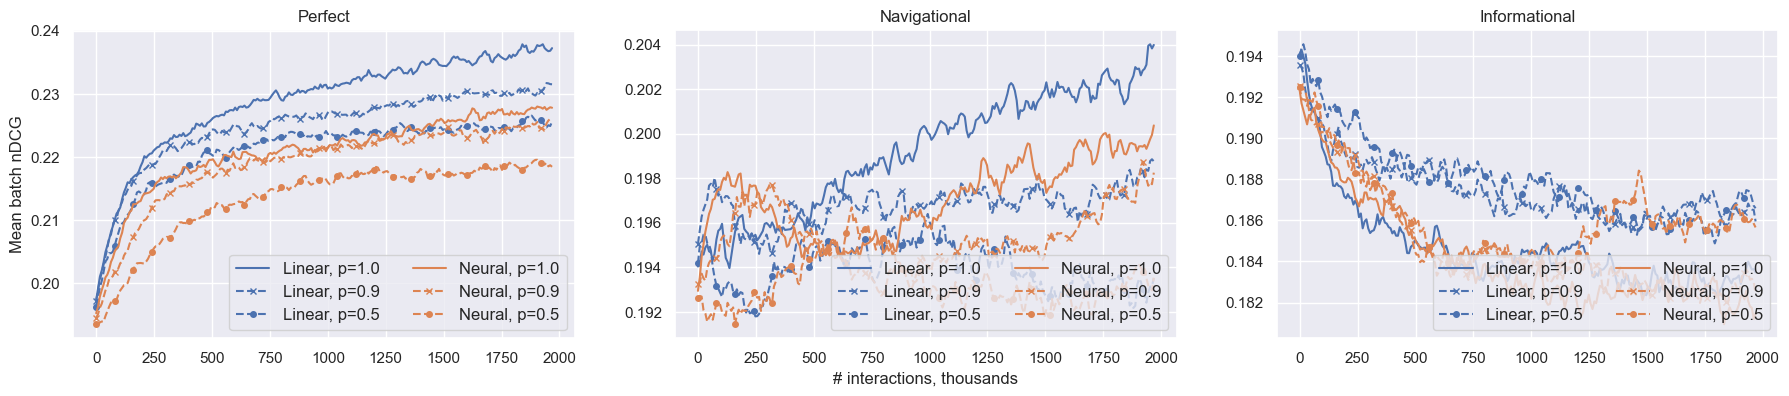 Perfect
Mean batch nDCG
0.24
0.23
0.22
0.21
0.20
0 250 500 750 1000 1250 1500 1750 2000
Linear, p=1.0 Neural, p=1.0
Linear, p=0.9 Neural, p=0.9
Linear, p=0.5 Neural, p=0.5
Navigational
0.204
0.202
0.200
0.198
0.196
0.194
0.192
0 250 500 750 1000 1250 1500 1750 2000
# interactions, thousands
Linear, p=1.0 Neural, p=1.0
Linear, p=0.9 Neural, p=0.9
Linear, p=0.5 Neural, p=0.5
Informational
0.194
0.192
0.190
0.188
0.186
0.184
0.182
0 250 500 750 1000 1250 1500 1750 2000
Linear, p=1.0 Neural, p=1.0
Linear, p=0.9 Neural, p=0.9
Linear, p=0.5 Neural, p=0.5